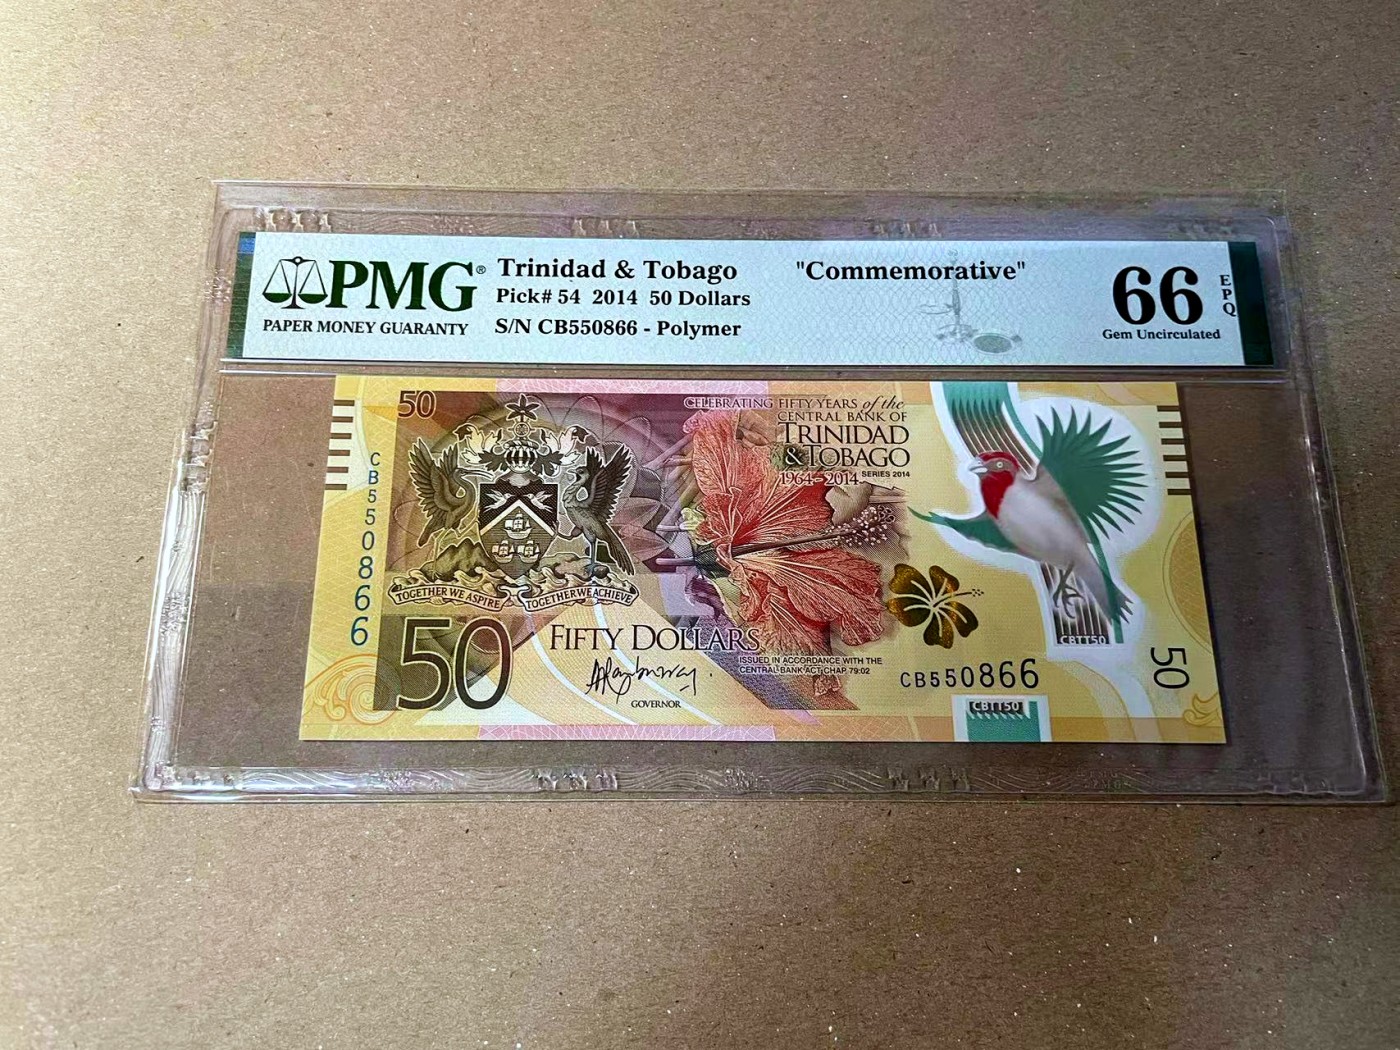 PMG®
PAPER MONEY GUARANTY
Trinidad & Tobago
Pick# 54 2014 50 Dollars
S/N CB550866 - Polymer
"Commemorative"
66
EPQ
Gem Uncirculated
50
CB550866
CELEBRATING FIFTY YEARS of the
CENTRAL BANK OF
TRINIDAD
& TOBAGO
SERIES 2014
1964-2014
TOGETHER WE ASPIRE
TOGETHER WE ACHIEVE
50
FIFTY DOLLARS
ISSUED IN ACCORDANCE WITH THE
CENTRAL BANK ACT CHAP 79:02
GOVERNOR
CB550866
CBTT50
CBTT50
50